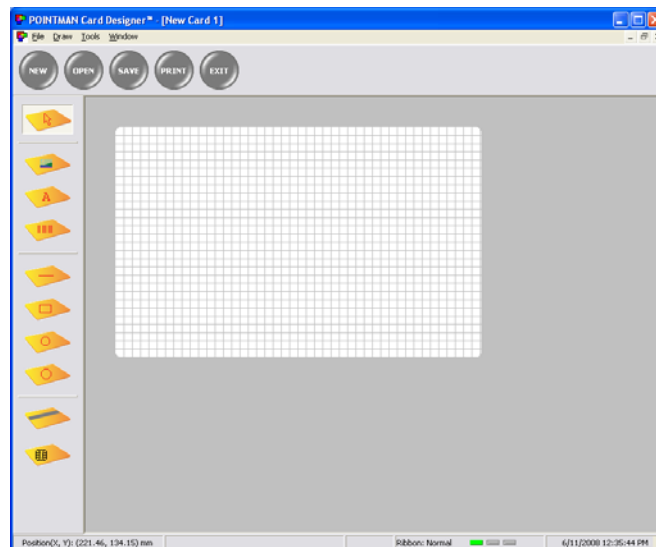 POINTMAN Card Designer™ - [New Card 1]
File Draw Tools Window
NEW OPEN SAVE PRINT EXIT
A
Position(X, Y): (221.46, 134.15) mm Ribbon: Normal 6/11/2008 12:35:44 PM